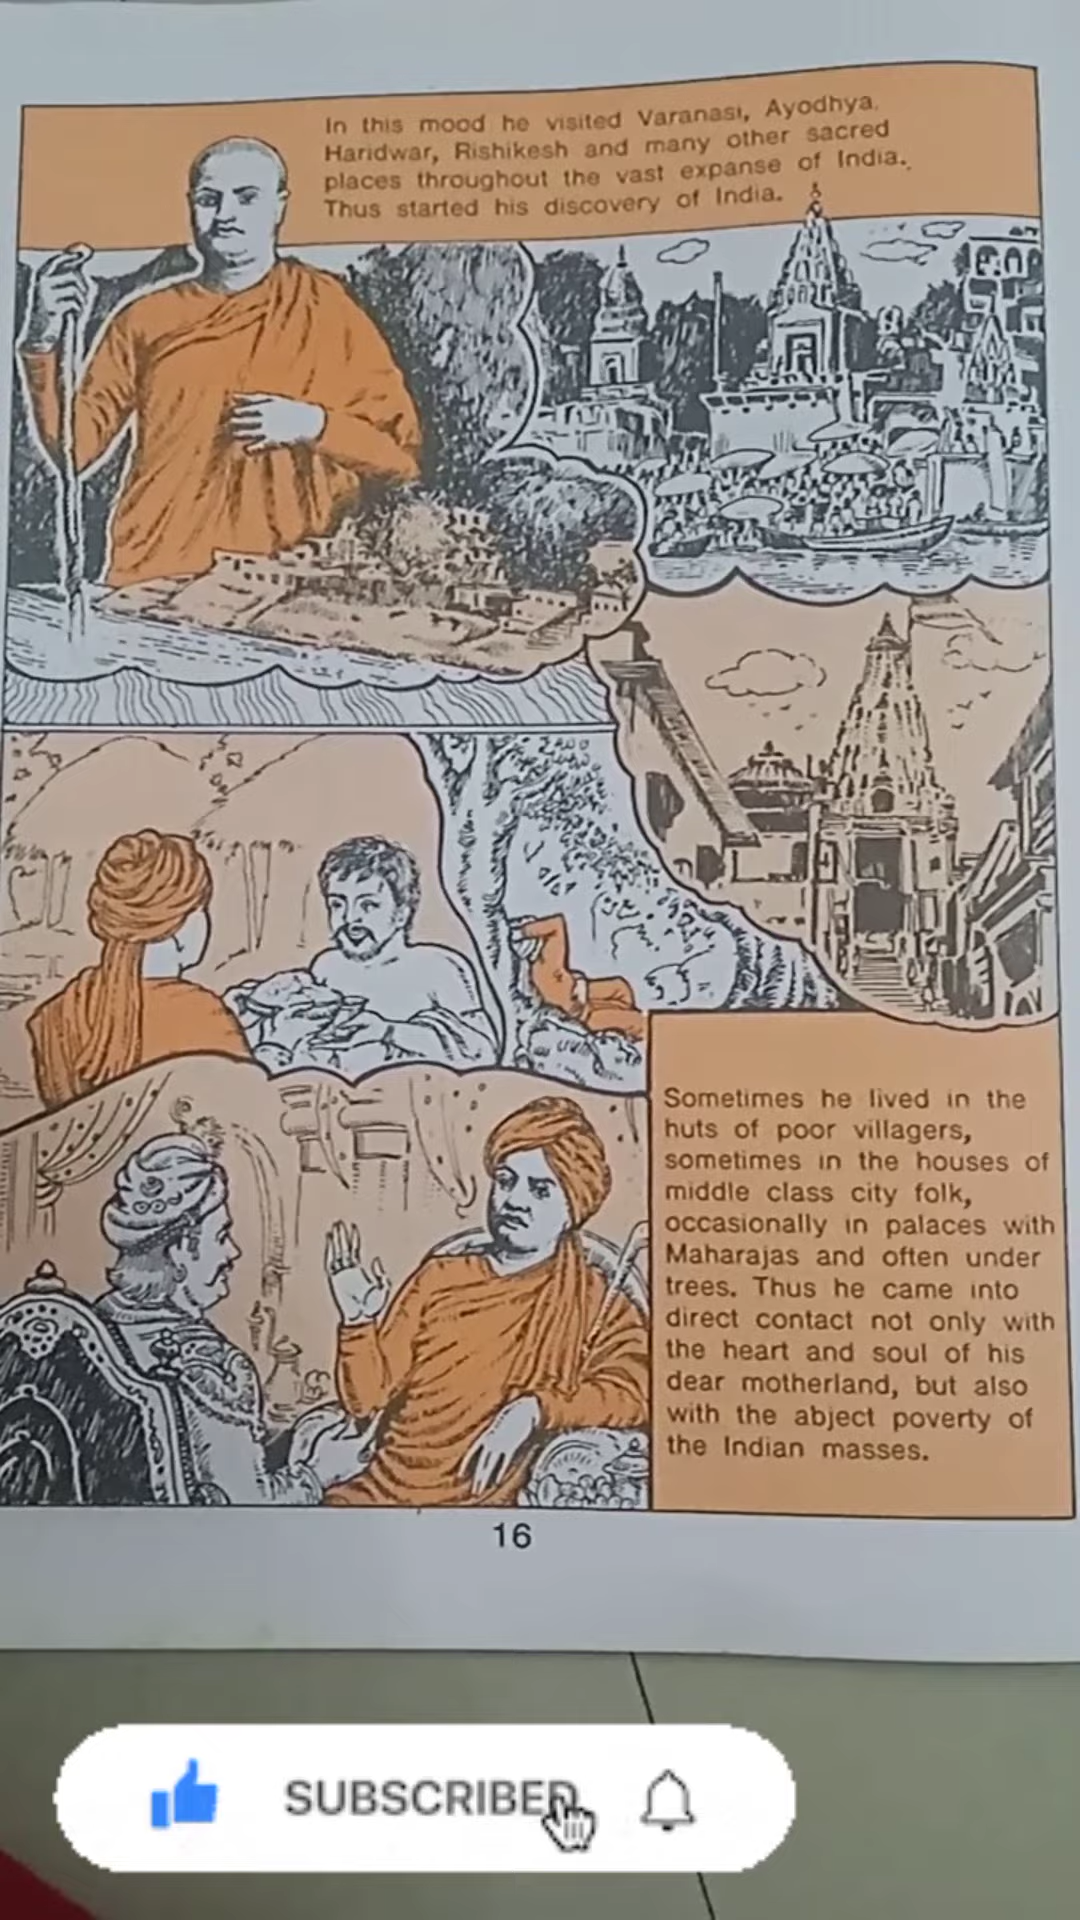 In this mood he visited Varanasi, Ayodhya,
Haridwar, Rishikesh and many other sacred
places throughout the vast expanse of India.
Thus started his discovery of India.
Sometimes he lived in the
huts of poor villagers,
sometimes in the houses of
middle class city folk,
occasionally in palaces with
Maharajas and often under
trees. Thus he came into
direct contact not only with
the heart and soul of his
dear motherland, but also
with the abject poverty of
the Indian masses.
16
SUBSCRIBED